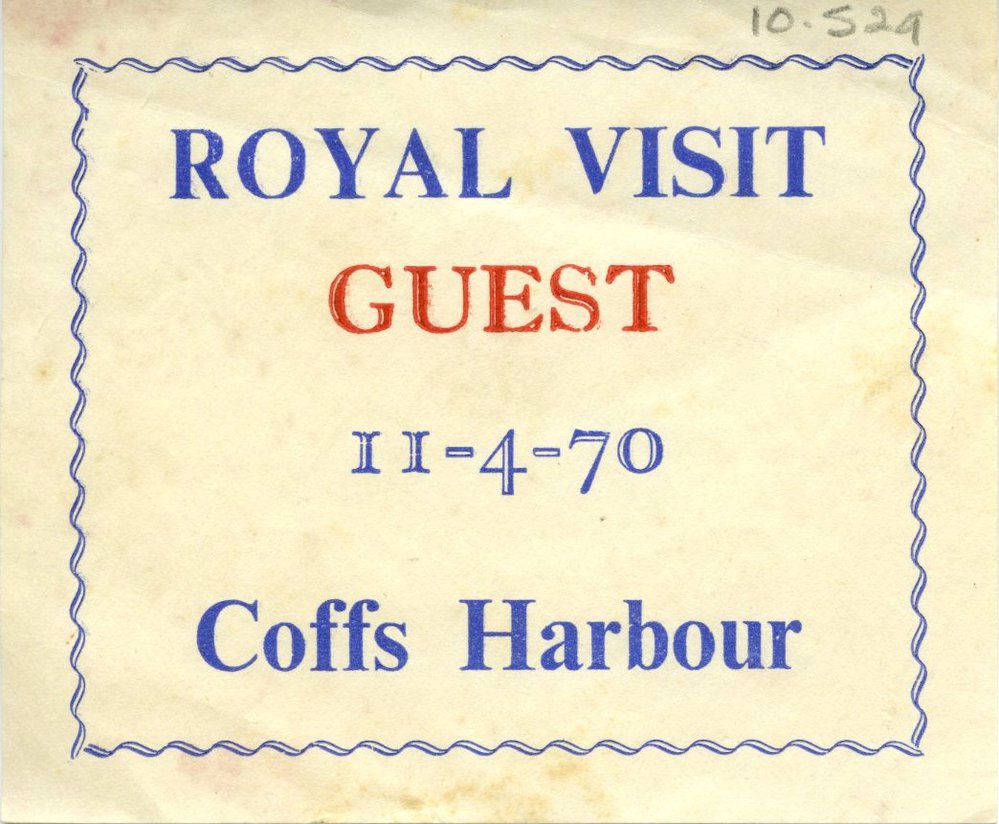 10.529
ROYAL VISIT
GUEST
11-4-70
Coffs Harbour